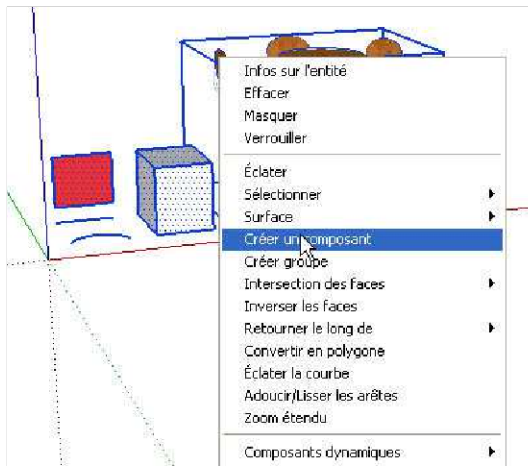 Infos sur l'entité
Effacer
Masquer
Verrouiller
Éclater
Sélectionner
Surface
Créer un composant
Créer groupe
Intersection des faces
Inverser les faces
Retourner le long de
Convertir en polygone
Éclater la courbe
Adoucir/Lisser les arêtes
Zoom étendu
Composants dynamiques